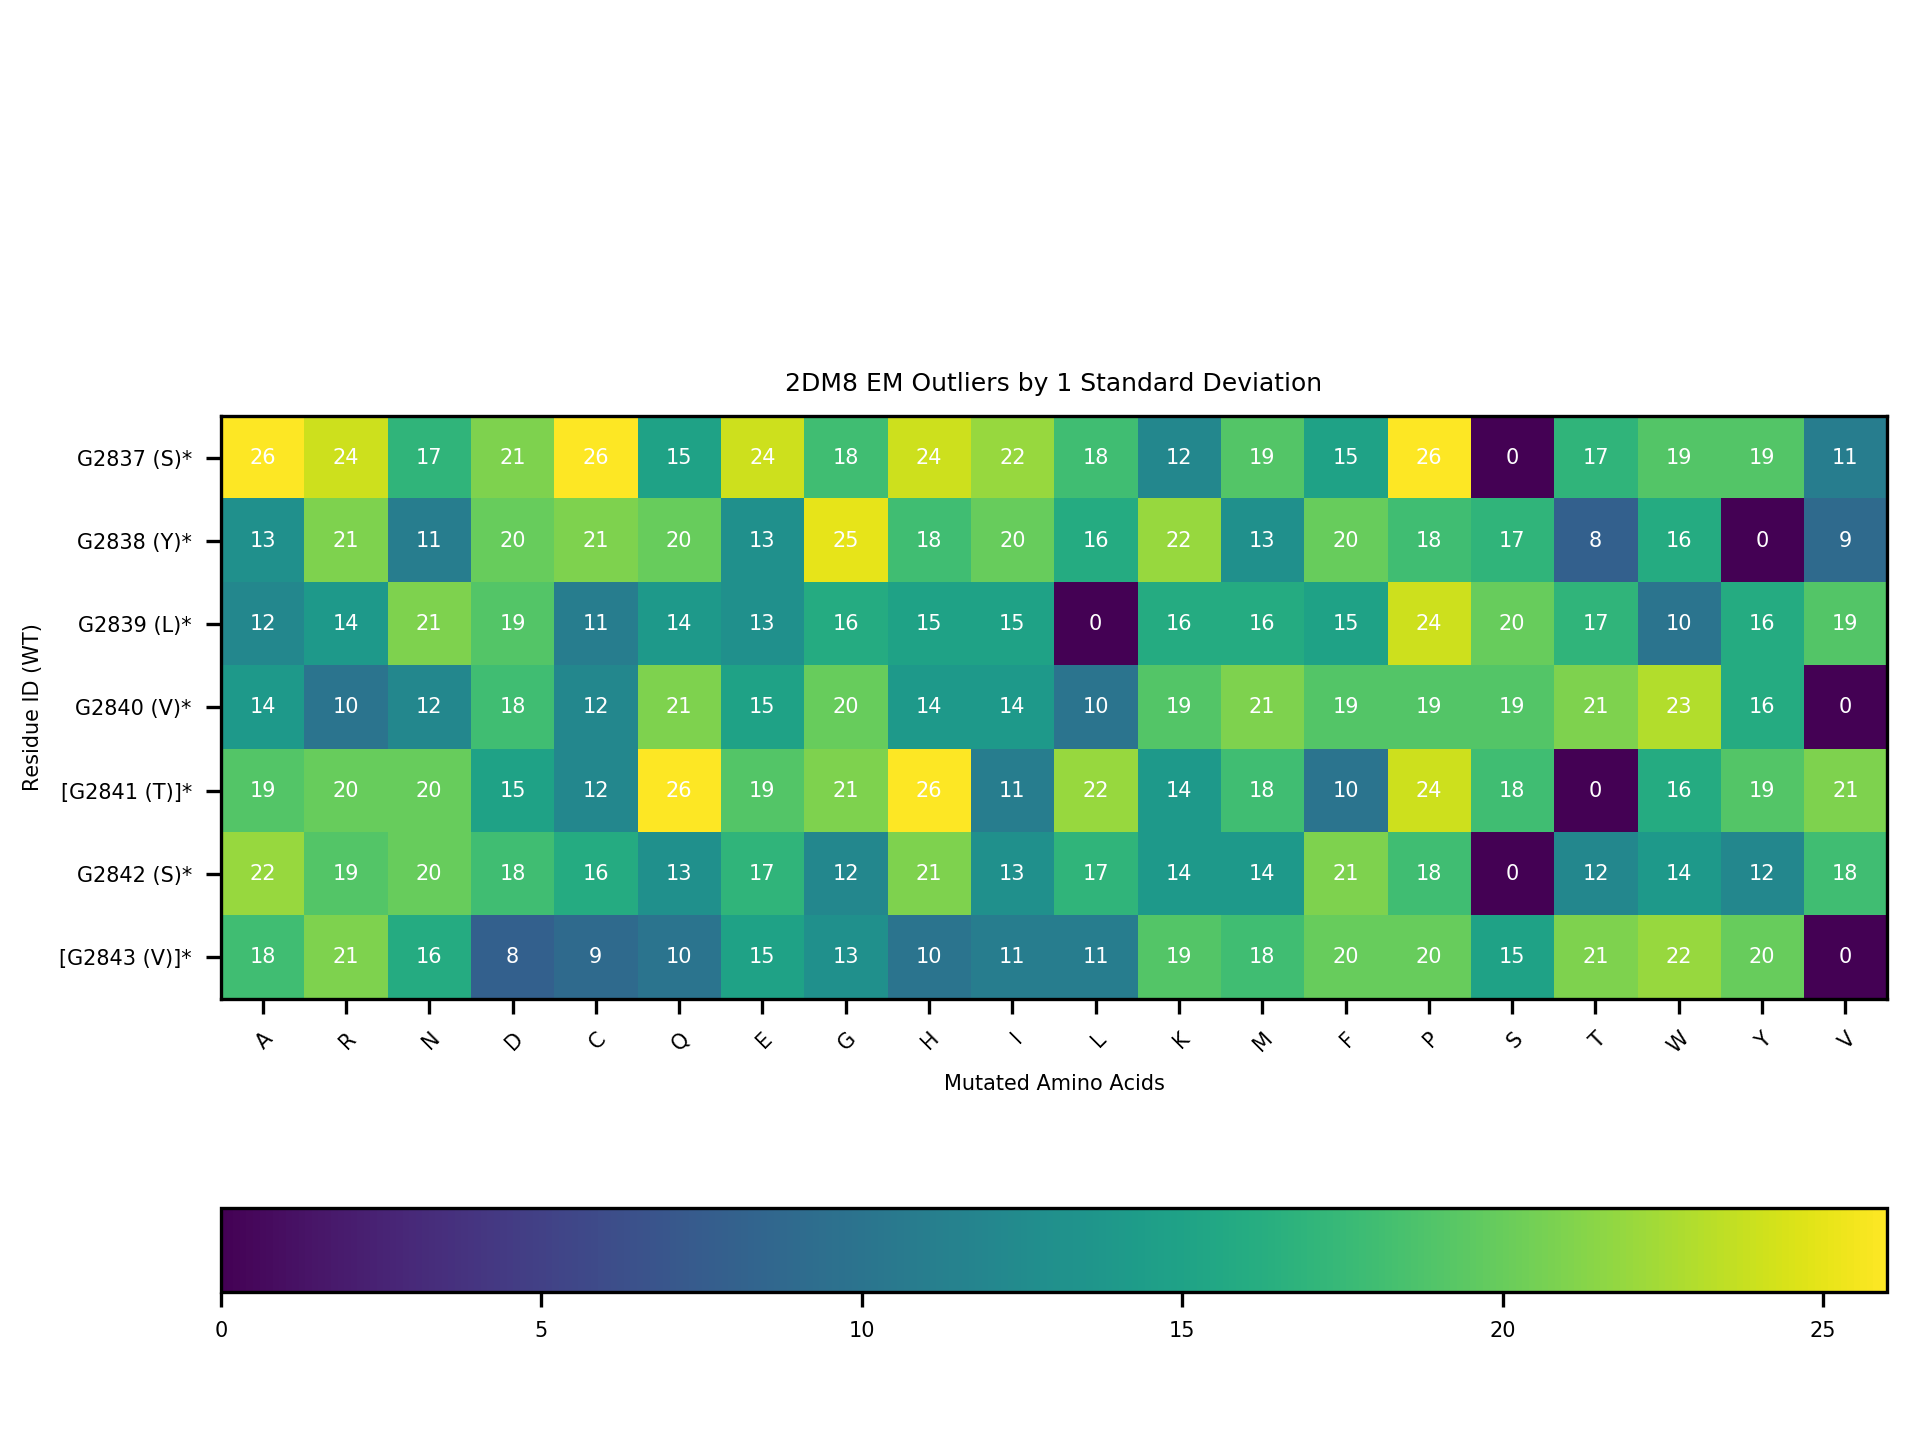 2DM8 EM Outliers by 1 Standard Deviation
G2837 (S)* 26 24 17 21 26 15 24 18 24 22 18 12 19 15 26 0 17 19 19 11
G2838 (Y)* 13 21 11 20 21 20 13 25 18 20 16 22 13 20 18 17 8 16 0 9
G2839 (L)* 12 14 21 19 11 14 13 16 15 15 0 16 16 15 24 20 17 10 16 19
G2840 (V)* 14 10 12 18 12 21 15 20 14 14 10 19 21 19 19 19 21 23 16 0
[G2841 (T)]* 19 20 20 15 12 26 19 21 26 11 22 14 18 10 24 18 0 16 19 21
G2842 (S)* 22 19 20 18 16 13 17 12 21 13 17 14 14 21 18 0 12 14 12 18
[G2843 (V)]* 18 21 16 8 9 10 15 13 10 11 11 19 18 20 20 15 21 22 20 0
Residue ID (WT)
A R N D C Q E G H I L K M F P S T W Y V
Mutated Amino Acids
0 5 10 15 20 25